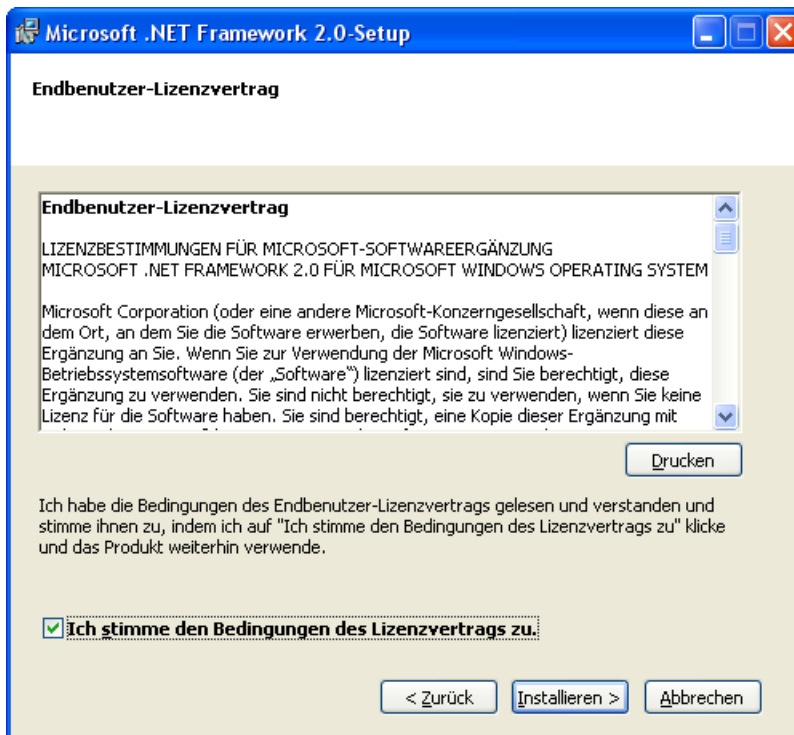 Microsoft .NET Framework 2.0-Setup
Endbenutzer-Lizenzvertrag
Endbenutzer-Lizenzvertrag
LIZENZBESTIMMUNGEN FÜR MICROSOFT-SOFTWAREERGÄNZUNG
MICROSOFT .NET FRAMEWORK 2.0 FÜR MICROSOFT WINDOWS OPERATING SYSTEM
Microsoft Corporation (oder eine andere Microsoft-Konzerngesellschaft, wenn diese an
dem Ort, an dem Sie die Software erwerben, die Software lizenziert) lizenziert diese
Ergänzung an Sie. Wenn Sie zur Verwendung der Microsoft Windows-
Betriebssystemsoftware (der „Software“) lizenziert sind, sind Sie berechtigt, diese
Ergänzung zu verwenden. Sie sind nicht berechtigt, sie zu verwenden, wenn Sie keine
Lizenz für die Software haben. Sie sind berechtigt, eine Kopie dieser Ergänzung mit
Drucken
Ich habe die Bedingungen des Endbenutzer-Lizenzvertrags gelesen und verstanden und
stimme ihnen zu, indem ich auf "Ich stimme den Bedingungen des Lizenzvertrags zu" klicke
und das Produkt weiterhin verwende.
Ich stimme den Bedingungen des Lizenzvertrags zu.
< Zurück
Installieren >
Abbrechen